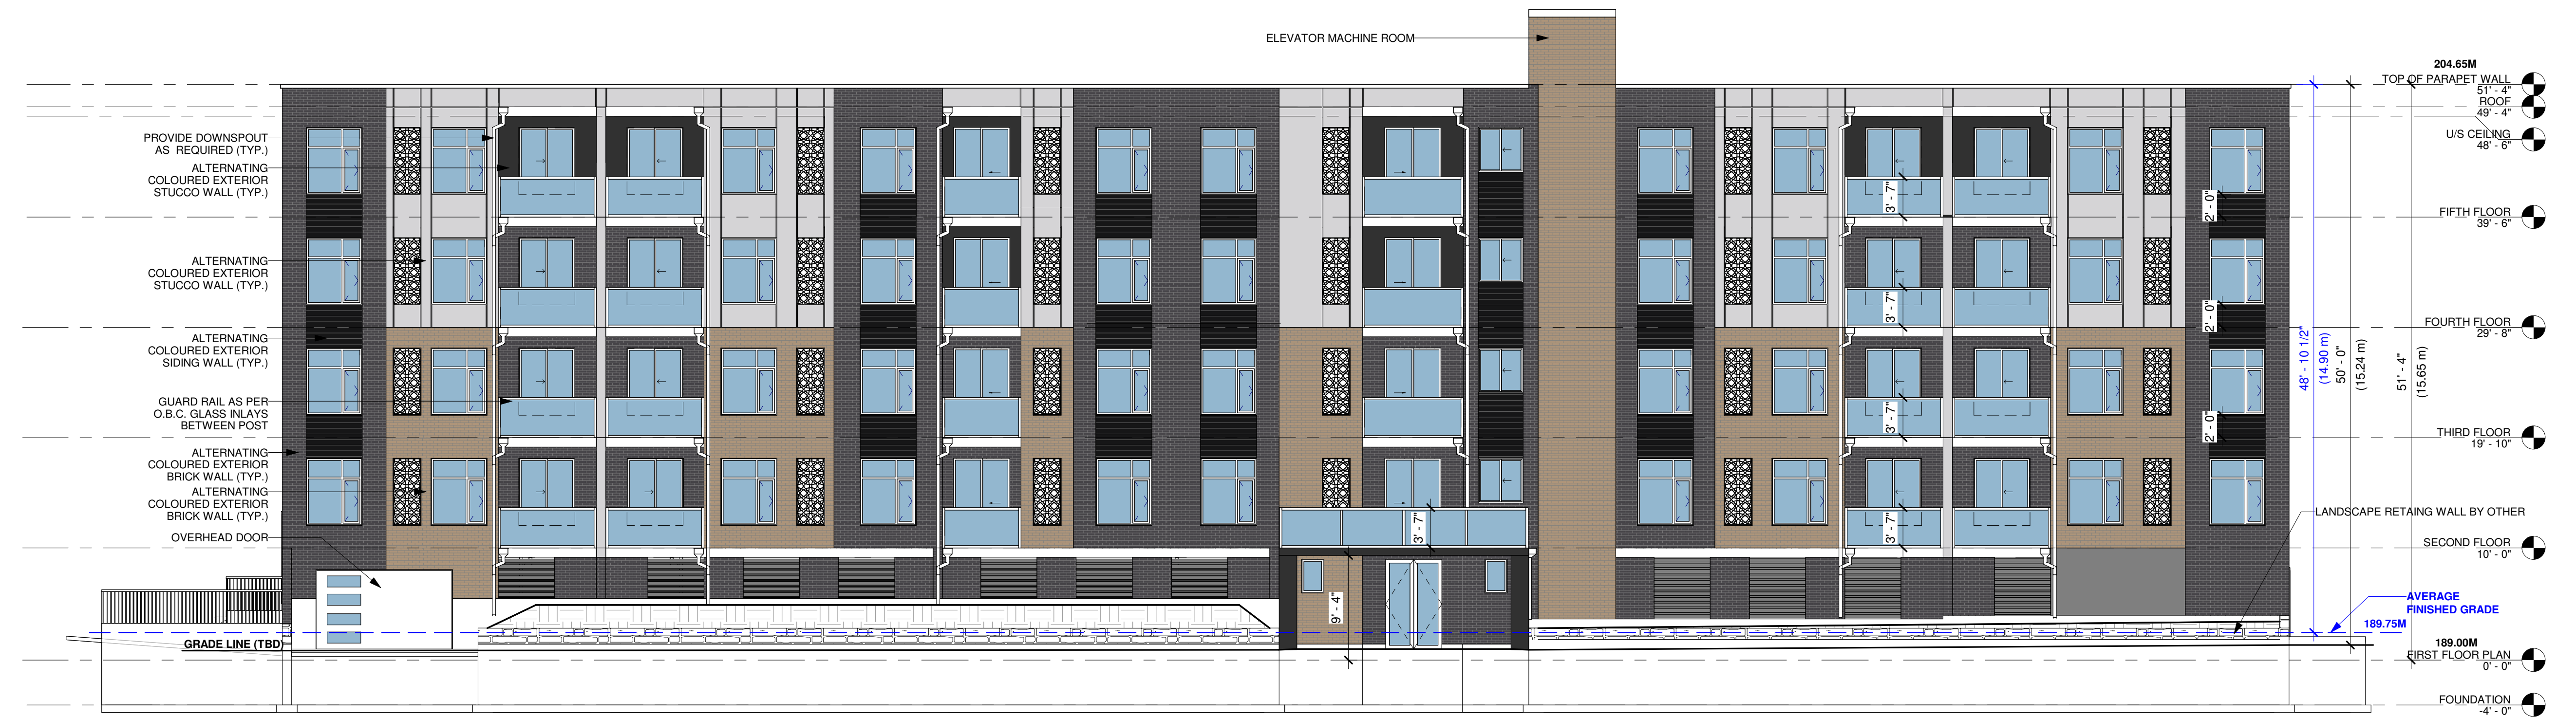 ELEVATOR MACHINE ROOM
PROVIDE DOWNSPOUT
AS REQUIRED (TYP.)
ALTERNATING
COLOURED EXTERIOR
STUCCO WALL (TYP.)
ALTERNATING
COLOURED EXTERIOR
STUCCO WALL (TYP.)
ALTERNATING
COLOURED EXTERIOR
SIDING WALL (TYP.)
GUARD RAIL AS PER
O.B.C. GLASS INLAYS
BETWEEN POST
ALTERNATING
COLOURED EXTERIOR
BRICK WALL (TYP.)
ALTERNATING
COLOURED EXTERIOR
BRICK WALL (TYP.)
OVERHEAD DOOR
GRADE LINE (TBD)
3' - 7"
9' - 4"
3' - 7"
3' - 7"
3' - 7"
3' - 7"
2' - 0"
2' - 0"
2' - 0"
48' - 10 1/2"
(14.90 m)
50' - 0"
(15.24 m)
51' - 4"
(15.65 m)
204.65M
TOP OF PARAPET WALL
51' - 4"
ROOF
49' - 4"
U/S CEILING
48' - 6"
FIFTH FLOOR
39' - 6"
FOURTH FLOOR
29' - 8"
THIRD FLOOR
19' - 10"
LANDSCAPE RETAING WALL BY OTHER
SECOND FLOOR
10' - 0"
AVERAGE
FINISHED GRADE
189.75M
189.00M
FIRST FLOOR PLAN
0' - 0"
FOUNDATION
-4' - 0"